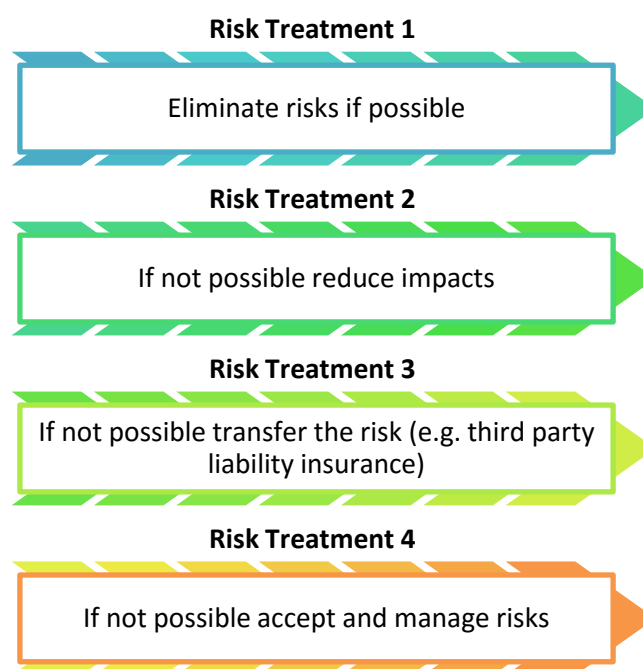 Risk Treatment 1
Eliminate risks if possible
Risk Treatment 2
If not possible reduce impacts
Risk Treatment 3
If not possible transfer the risk (e.g. third party
liability insurance)
Risk Treatment 4
If not possible accept and manage risks